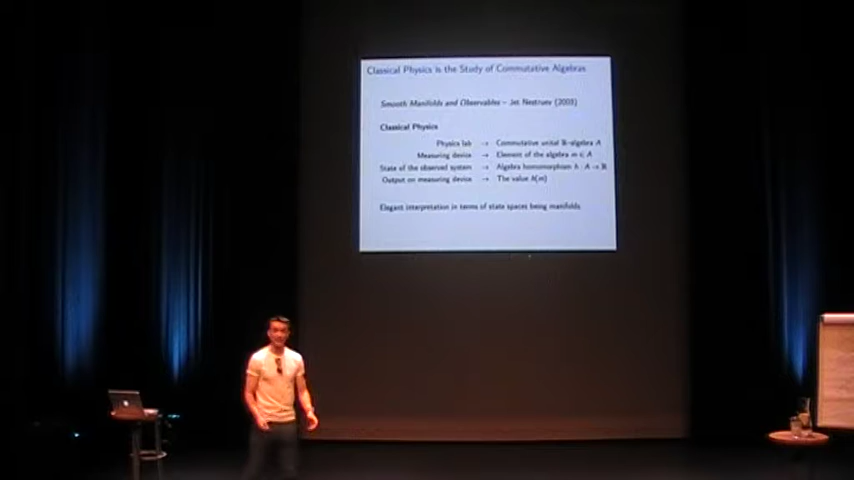 Classical Physics is the Study of Commutative Algebras
Smooth Manifolds and Observables – Jet Nestruev (2003)
Classical Physics
Physics lab → Commutative unital ℝ-algebra A
Measuring device → Element of the algebra m ∈ A
State of the observed system → Algebra homomorphism h : A → ℝ
Output on measuring device → The value h(m)
Elegant interpretation in terms of state spaces being manifolds.